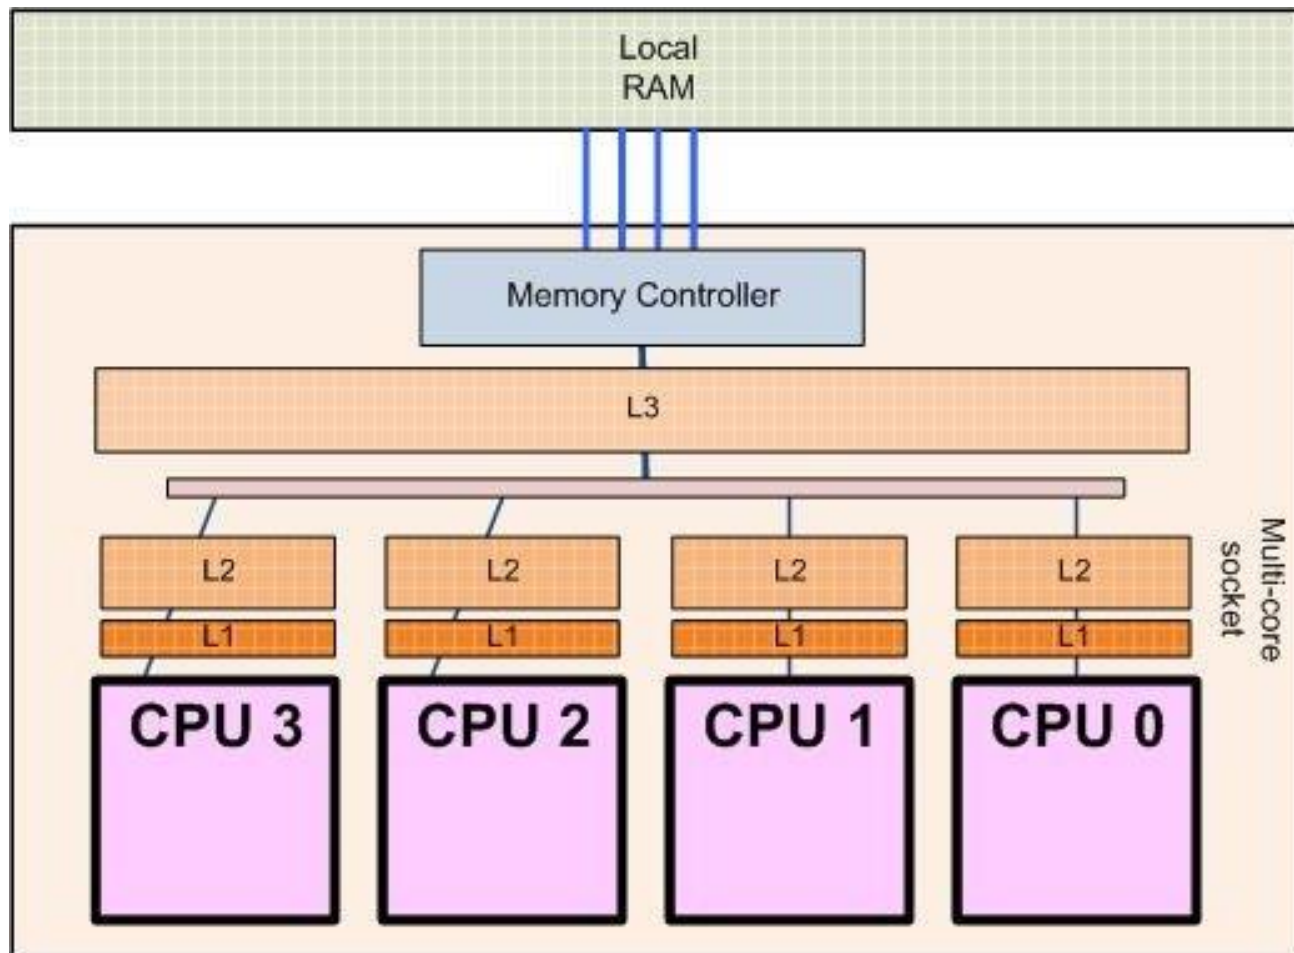 Local
RAM
Memory Controller
L3
L2
L2
L2
L2
L1
L1
L1
L1
CPU 3
CPU 2
CPU 1
CPU 0
Multi-core
socket